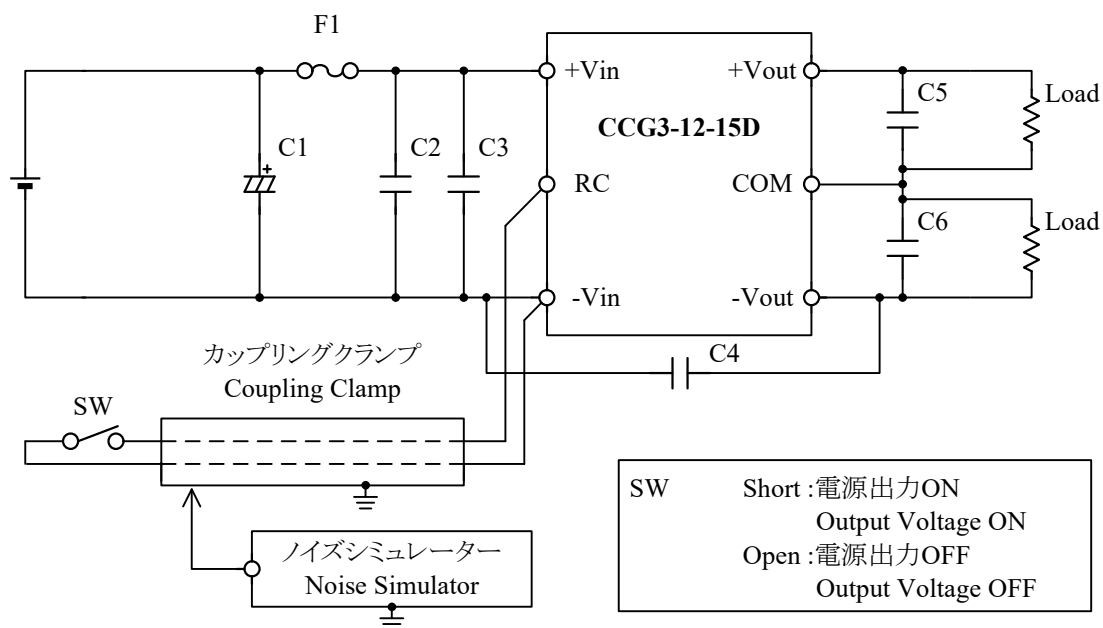 F1
+Vin
+Vout
C5
Load
C1
C2
C3
CCG3-12-15D
RC
COM
C6
Load
-Vin
-Vout
C4
カップリングクランプ
Coupling Clamp
SW
ノイズシミュレーター
Noise Simulator
SW Short :電源出力ON
Output Voltage ON
Open :電源出力OFF
Output Voltage OFF